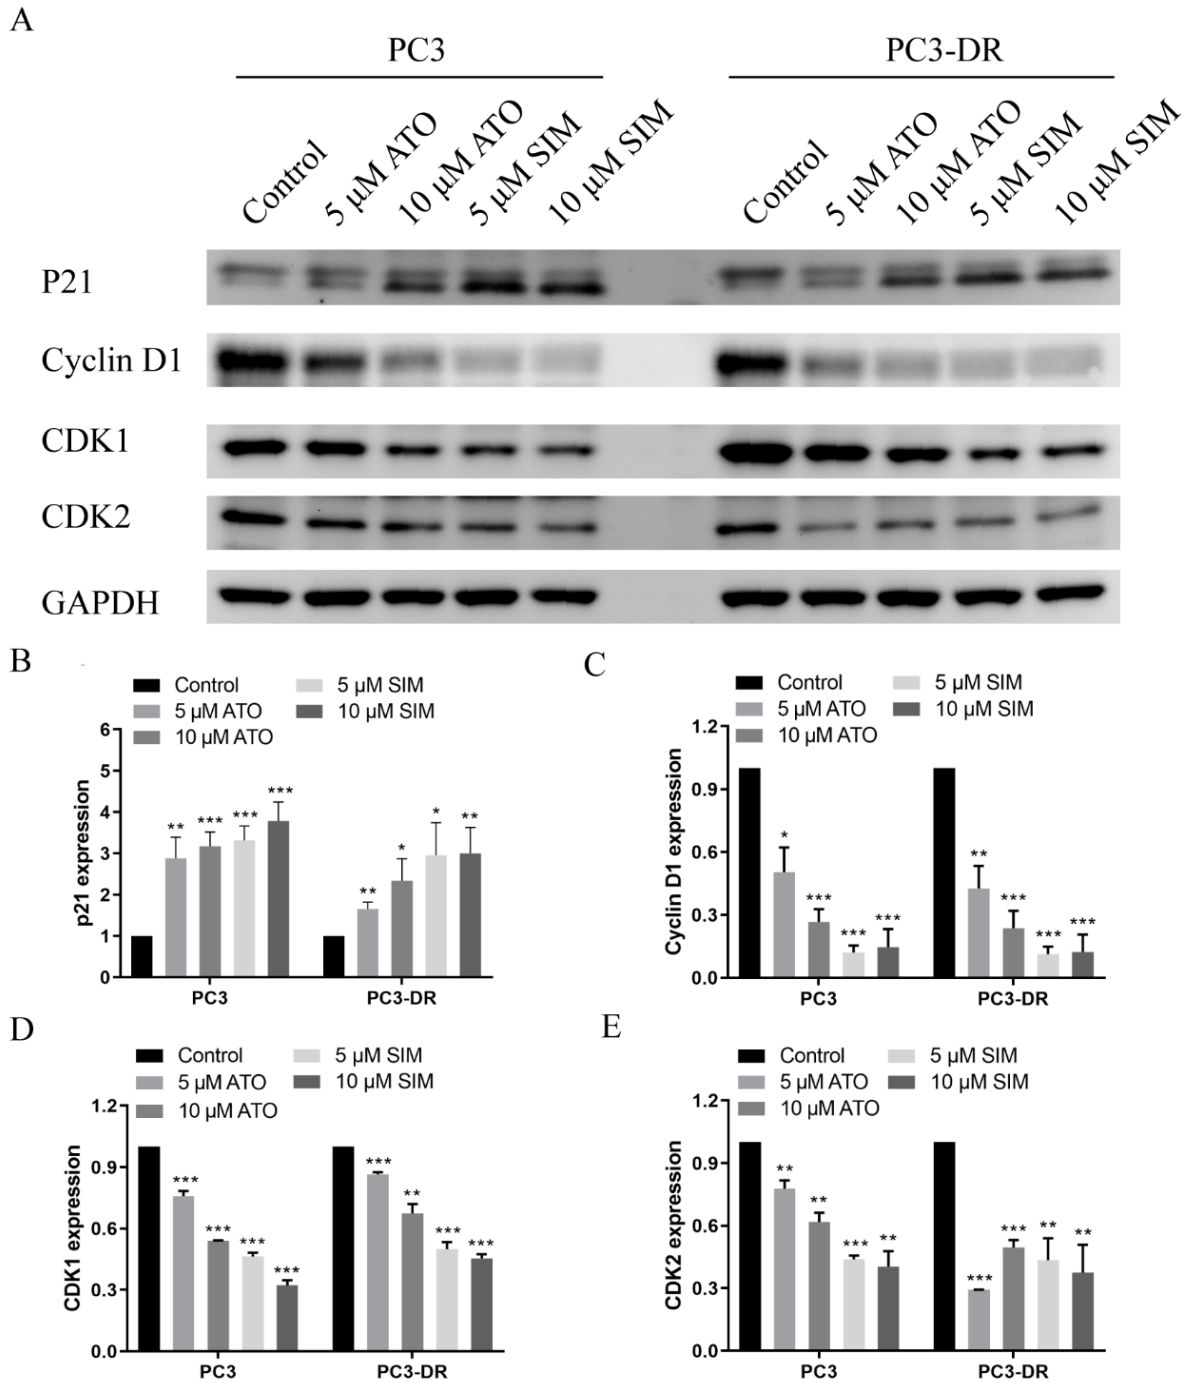 A
PC3 PC3-DR
Control 5 µM ATO 10 µM ATO 5 µM SIM 10 µM SIM Control 5 µM ATO 10 µM ATO 5 µM SIM 10 µM SIM
P21
Cyclin D1
CDK1
CDK2
GAPDH
B
Control 5 µM SIM
5 µM ATO 10 µM SIM
10 µM ATO
p21 expression
6
5
4
3
2
1
0
** *** *** *** ** * * **
PC3 PC3-DR
C
Control 5 µM SIM
5 µM ATO 10 µM SIM
10 µM ATO
Cyclin D1 expression
1.2
0.9
0.6
0.3
0.0
* *** *** *** ** *** *** ***
PC3 PC3-DR
D
Control 5 µM SIM
5 µM ATO 10 µM SIM
10 µM ATO
CDK1 expression
1.2
0.9
0.6
0.3
0.0
*** *** *** *** *** ** *** ***
PC3 PC3-DR
E
Control 5 µM SIM
5 µM ATO 10 µM SIM
10 µM ATO
CDK2 expression
1.2
0.9
0.6
0.3
0.0
** ** *** ** *** *** ** **
PC3 PC3-DR